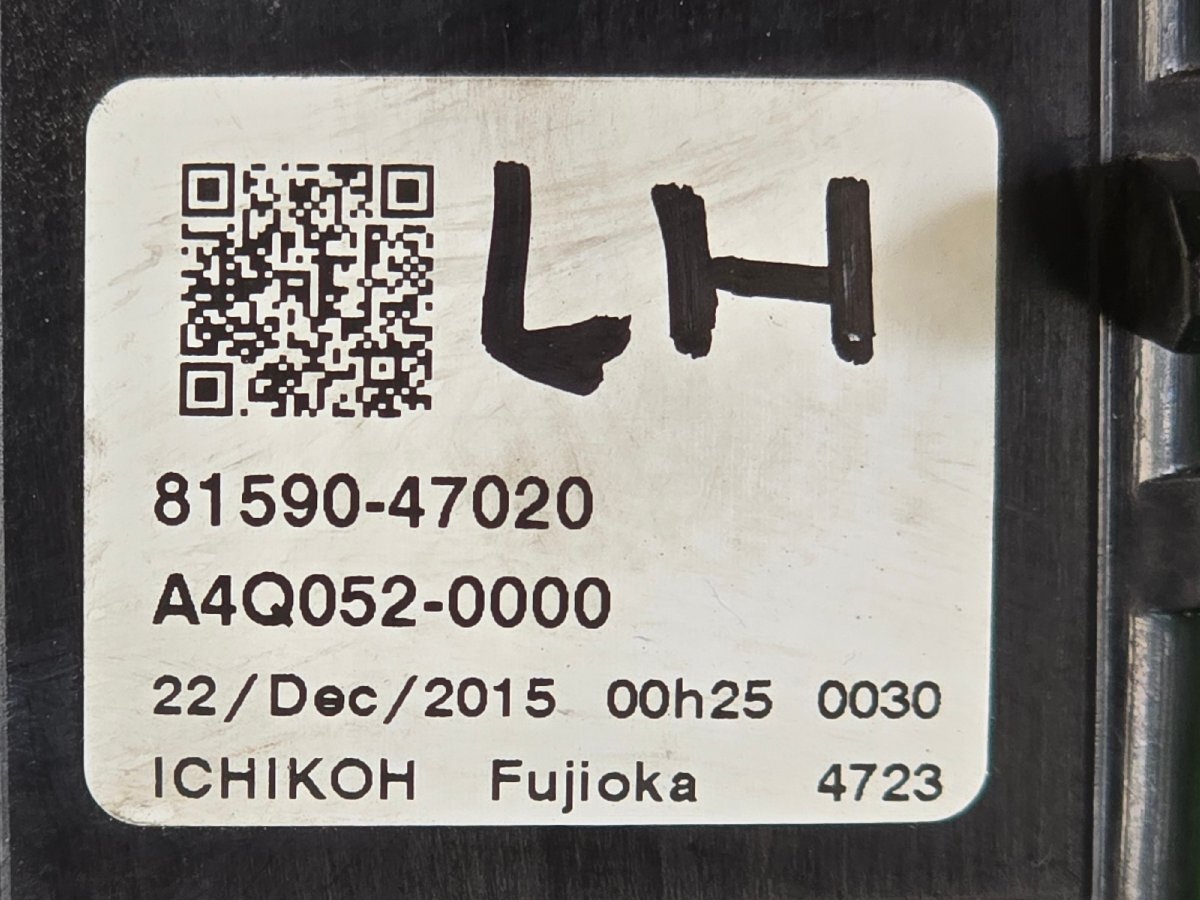 LH
81590-47020
A4Q052-0000
22/Dec/2015 00h25 0030
ICHIKOH Fujioka 4723